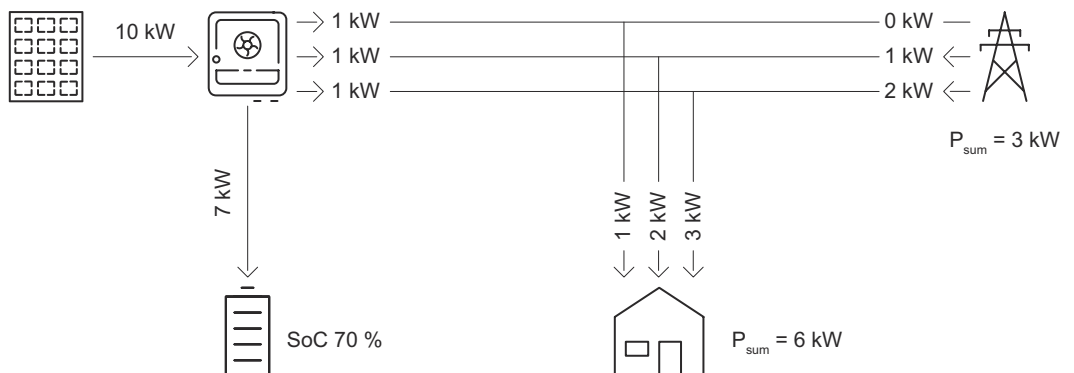 10 kW
1 kW
0 kW
1 kW
1 kW
1 kW
2 kW
P_sum = 3 kW
7 kW
1 kW
2 kW
3 kW
SoC 70 %
P_sum = 6 kW